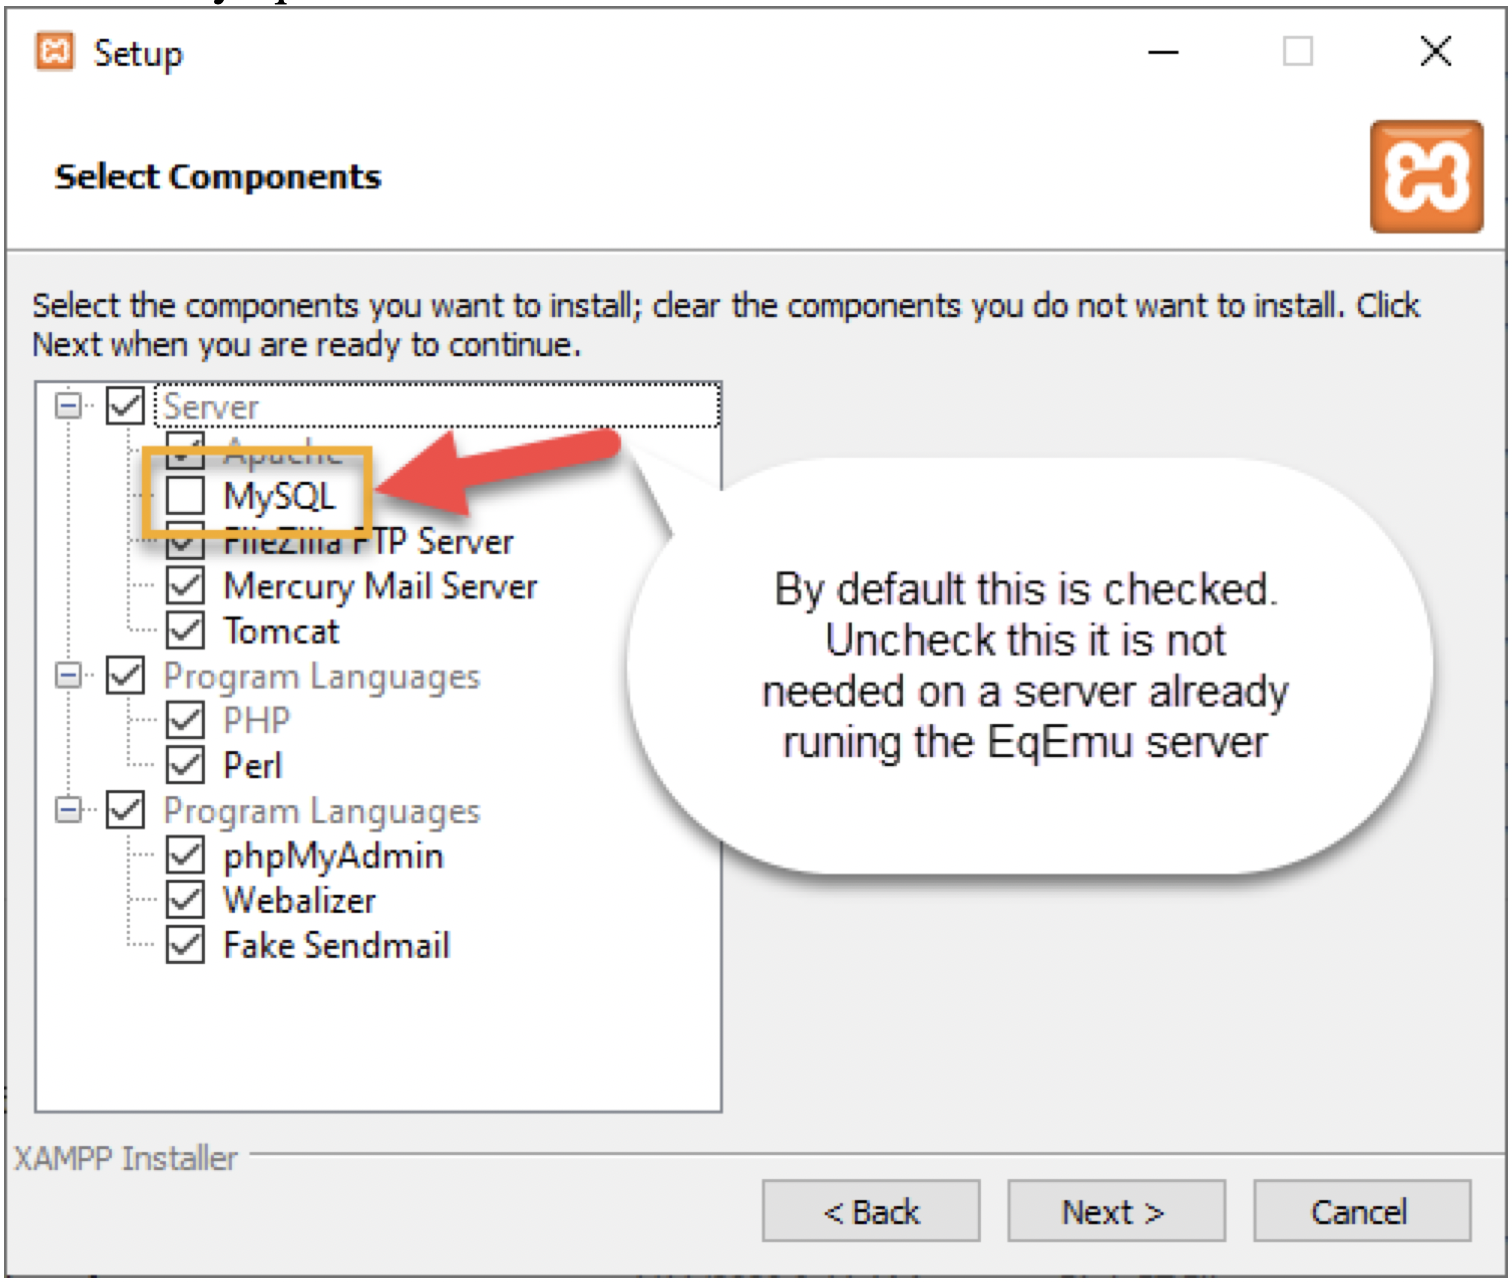 Setup
Select Components
Select the components you want to install; clear the components you do not want to install. Click
Next when you are ready to continue.
Server
Apache
MySQL
FileZilla FTP Server
Mercury Mail Server
Tomcat
Program Languages
PHP
Perl
Program Languages
phpMyAdmin
Webalizer
Fake Sendmail
By default this is checked.
Uncheck this it is not
needed on a server already
runing the EqEmu server
XAMPP Installer
< Back
Next >
Cancel